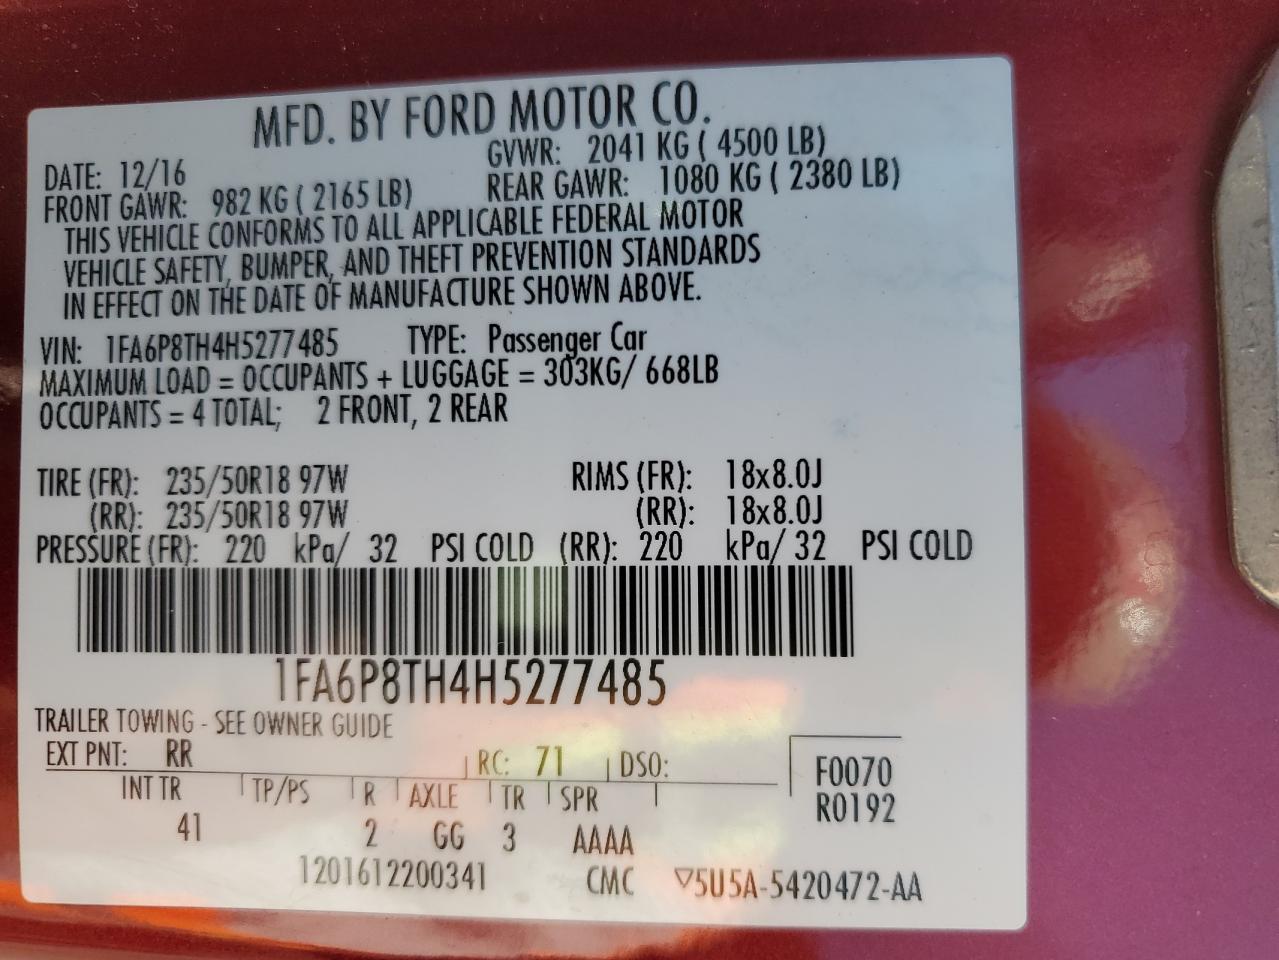 MFD. BY FORD MOTOR CO.
DATE: 12/16 GVWR: 2041 KG ( 4500 LB)
FRONT GAWR: 982 KG ( 2165 LB) REAR GAWR: 1080 KG ( 2380 LB)
THIS VEHICLE CONFORMS TO ALL APPLICABLE FEDERAL MOTOR
VEHICLE SAFETY, BUMPER, AND THEFT PREVENTION STANDARDS
IN EFFECT ON THE DATE OF MANUFACTURE SHOWN ABOVE.
VIN: 1FA6P8TH4H5277485 TYPE: Passenger Car
MAXIMUM LOAD = OCCUPANTS + LUGGAGE = 303KG/ 668LB
OCCUPANTS = 4 TOTAL; 2 FRONT, 2 REAR
TIRE (FR): 235/50R18 97W RIMS (FR): 18x8.0J
(RR): 235/50R18 97W (RR): 18x8.0J
PRESSURE (FR): 220 kPa/ 32 PSI COLD (RR): 220 kPa/ 32 PSI COLD
1FA6P8TH4H5277485
TRAILER TOWING - SEE OWNER GUIDE
EXT PNT: RR RC: 71 DSO:
F0070
INT TR TP/PS R AXLE TR SPR
R0192
41 2 GG 3 AAAA
1201612200341 CMC ▽5U5A-5420472-AA